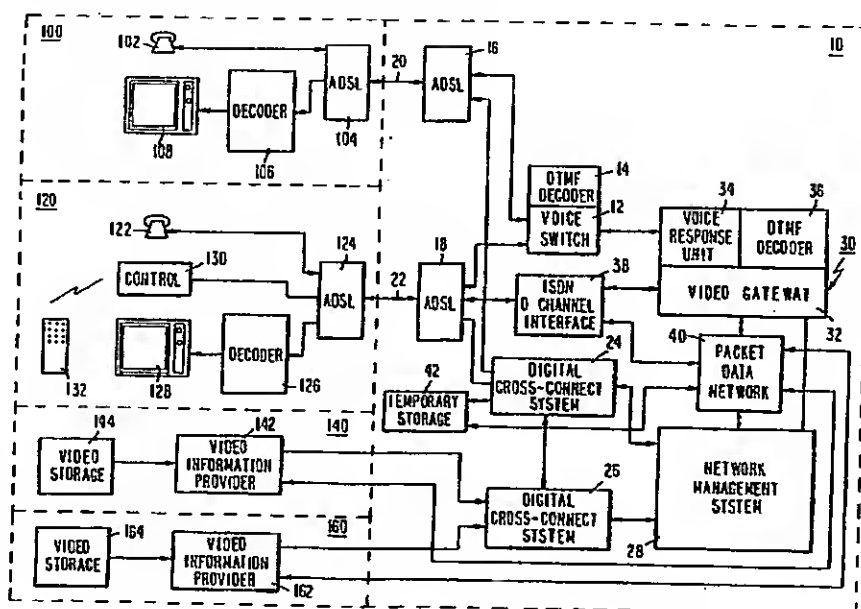 100
102
108
DECODER
106
ADSL
104
20
16
ADSL
10
120
122
130
CONTROL
132
128
DECODER
126
124
ADSL
22
18
ADSL
DTMF
DECODER
14
VOICE
SWITCH
12
34
VOICE
RESPONSE
UNIT
36
DTMF
DECODER
30
VIDEO GATEWAY
32
38
ISDN
D CHANNEL
INTERFACE
40
PACKET
DATA
NETWORK
24
DIGITAL
CROSS-CONNECT
SYSTEM
42
TEMPORARY
STORAGE
140
144
VIDEO
STORAGE
142
VIDEO
INFORMATION
PROVIDER
26
DIGITAL
CROSS-CONNECT
SYSTEM
NETWORK
MANAGEMENT
SYSTEM
28
160
164
VIDEO
STORAGE
VIDEO
INFORMATION
PROVIDER
162